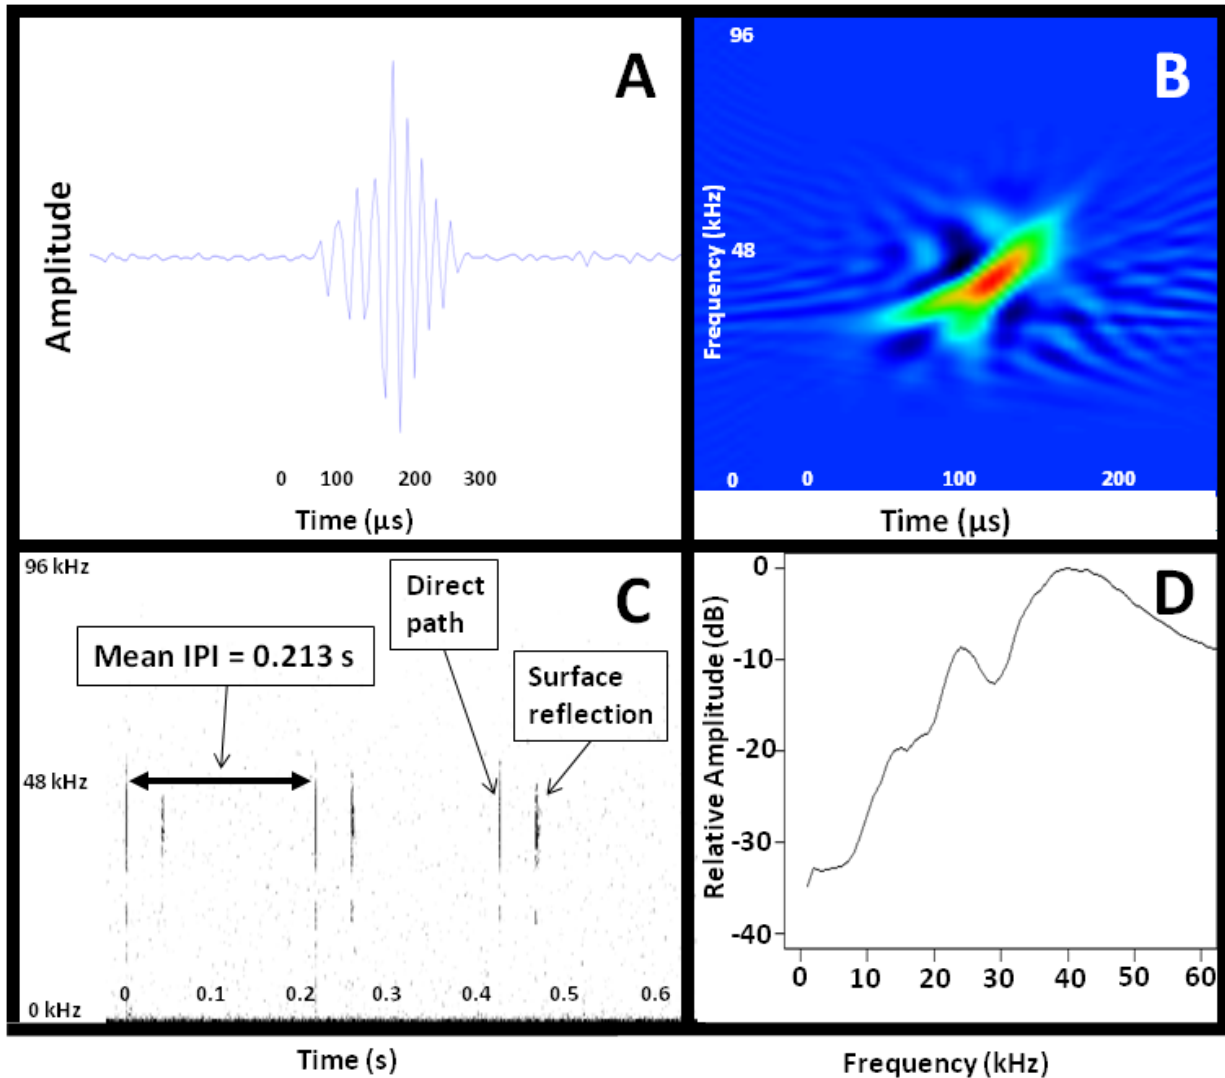 A
Amplitude
0 100 200 300
Time (μs)
B
96
48
0
Frequency (kHz)
0 100 200
Time (μs)
C
96 kHz
48 kHz
0 kHz
Mean IPI = 0.213 s
Direct
path
Surface
reflection
0 0.1 0.2 0.3 0.4 0.5 0.6
Time (s)
D
Relative Amplitude (dB)
0
-10
-20
-30
-40
0 10 20 30 40 50 60
Frequency (kHz)